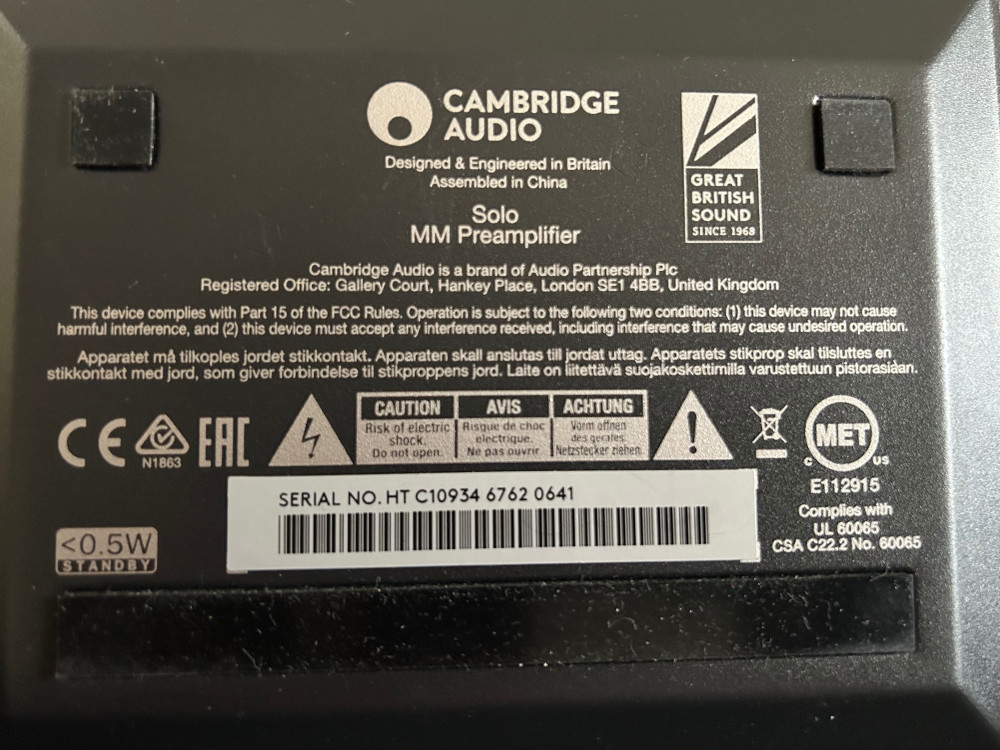 CAMBRIDGE
AUDIO
Designed & Engineered in Britain
Assembled in China
GREAT
BRITISH
SOUND
SINCE 1968
Solo
MM Preamplifier
Cambridge Audio is a brand of Audio Partnership Plc
Registered Office: Gallery Court, Hankey Place, London SE1 4BB, United Kingdom
This device complies with Part 15 of the FCC Rules. Operation is subject to the following two conditions: (1) this device may not cause
harmful interference, and (2) this device must accept any interference received, including interference that may cause undesired operation.
Apparatet må tilkoples jordet stikkontakt. Apparaten skall anslutas till jordat uttag. Apparatets stikprop skal tilsluttes en
stikkontakt med jord, som giver forbindelse til stikproppens jord. Laite on liitettävä suojakoskettimilla varustettuun pistorasiaan.
CE
N1863
EAC
CAUTION
Risk of electric
shock.
Do not open.
AVIS
Risque de choc
electrique.
Ne pas ouvrir
ACHTUNG
Vorm offnen
des gerates
Netzstecker ziehen.
c MET US
E112915
Complies with
UL 60065
CSA C22.2 No. 60065
SERIAL NO. HT C10934 6762 0641
<0.5W
STANDBY